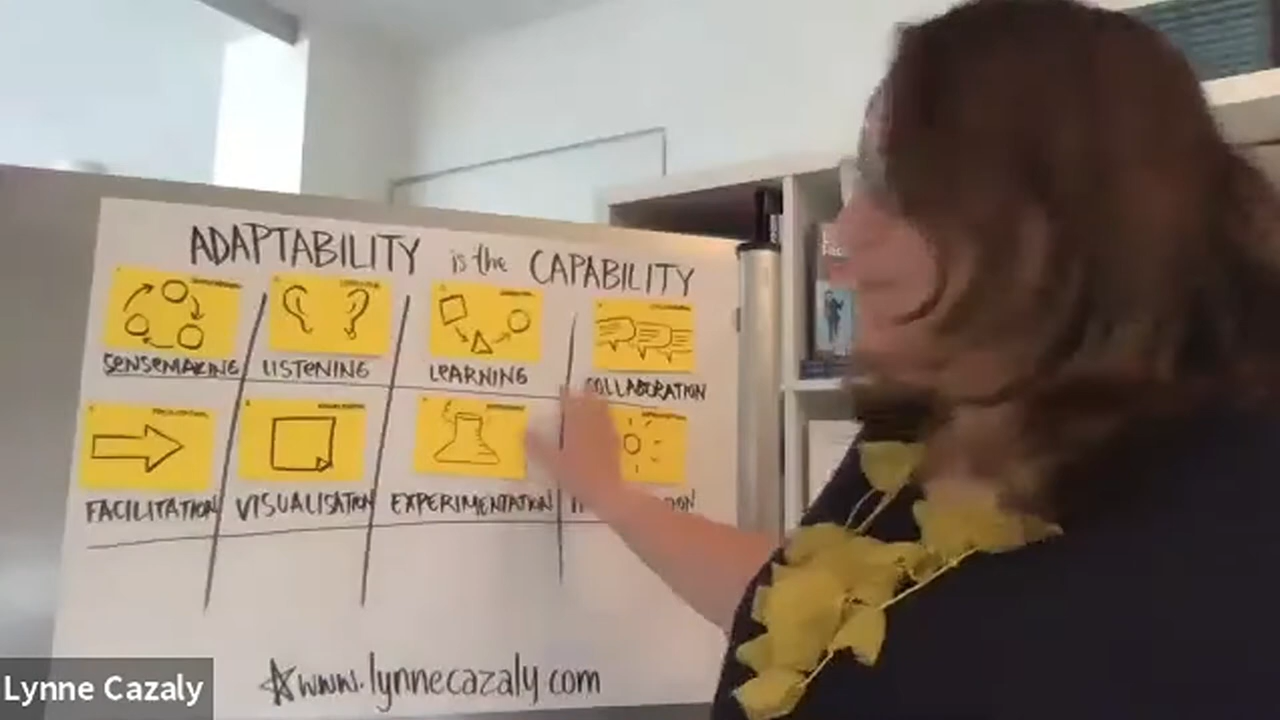 ADAPTABILITY is the CAPABILITY
SENSEMAKING LISTENING LEARNING COLLABORATION
FACILITATION VISUALISATION EXPERIMENTATION
www.lynnecazaly.com
Lynne Cazaly